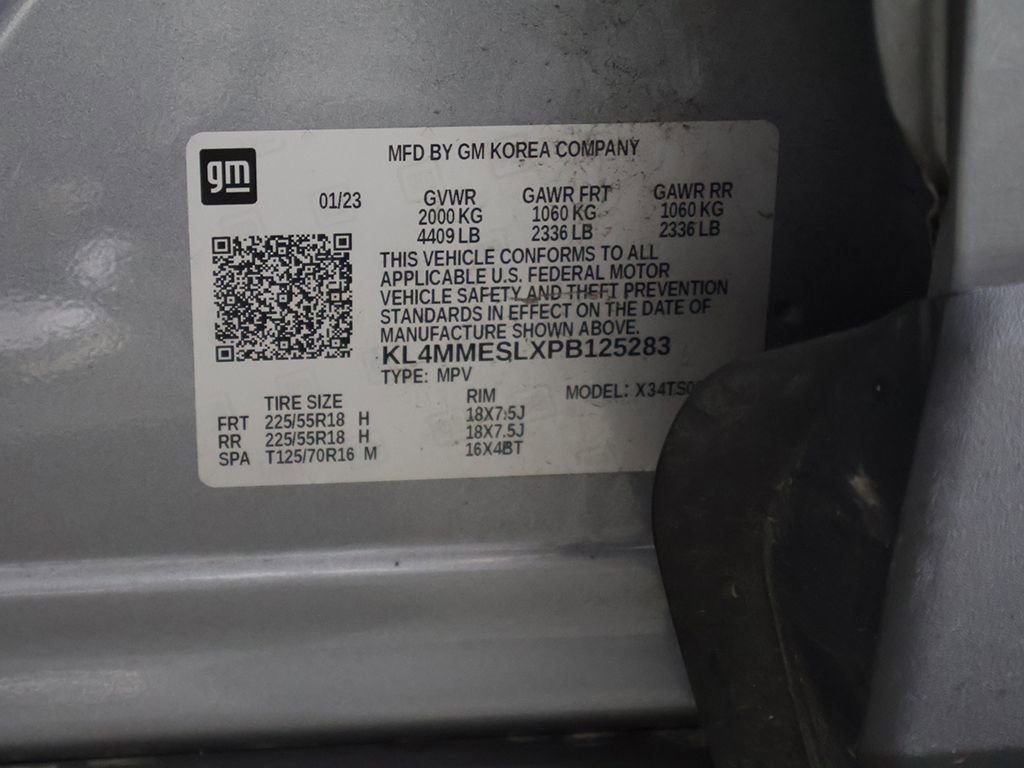 gm
MFD BY GM KOREA COMPANY
01/23 GVWR GAWR FRT GAWR RR
2000 KG 1060 KG 1060 KG
4409 LB 2336 LB 2336 LB
THIS VEHICLE CONFORMS TO ALL
APPLICABLE U.S. FEDERAL MOTOR
VEHICLE SAFETY AND THEFT PREVENTION
STANDARDS IN EFFECT ON THE DATE OF
MANUFACTURE SHOWN ABOVE.
KL4MMESLXPB125283
TYPE: MPV
TIRE SIZE RIM MODEL:
FRT 225/55R18 H 18X7.5J
RR 225/55R18 H 18X7.5J
SPA T125/70R16 M 16X4BT